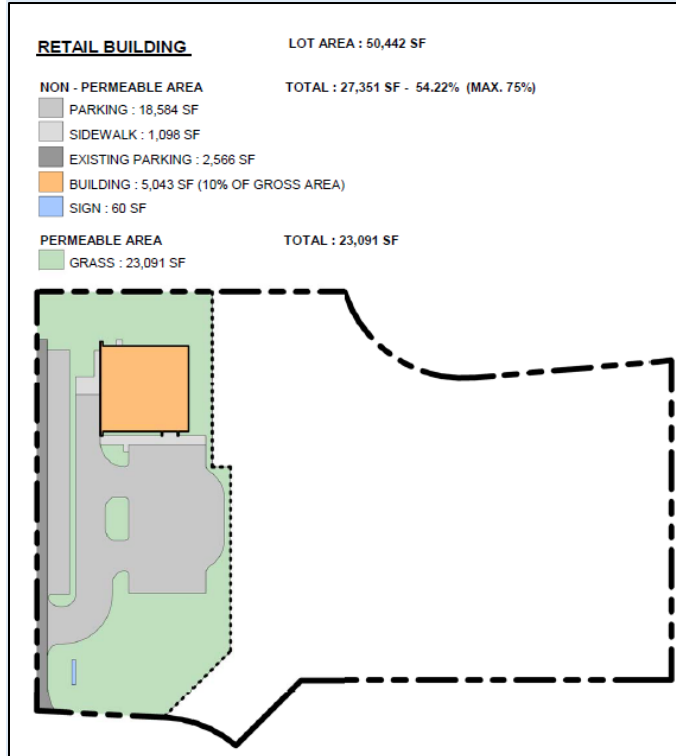 RETAIL BUILDING LOT AREA : 50,442 SF
NON - PERMEABLE AREA TOTAL : 27,351 SF - 54.22% (MAX. 75%)
PARKING : 18,584 SF
SIDEWALK : 1,098 SF
EXISTING PARKING : 2,566 SF
BUILDING : 5,043 SF (10% OF GROSS AREA)
SIGN : 60 SF
PERMEABLE AREA TOTAL : 23,091 SF
GRASS : 23,091 SF